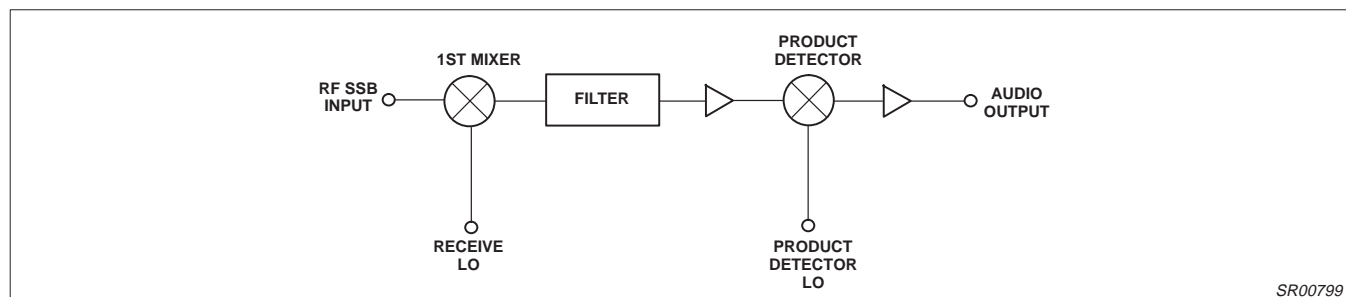 RF SSB
INPUT
1ST MIXER
FILTER
PRODUCT
DETECTOR
AUDIO
OUTPUT
RECEIVE
LO
PRODUCT
DETECTOR
LO
SR00799